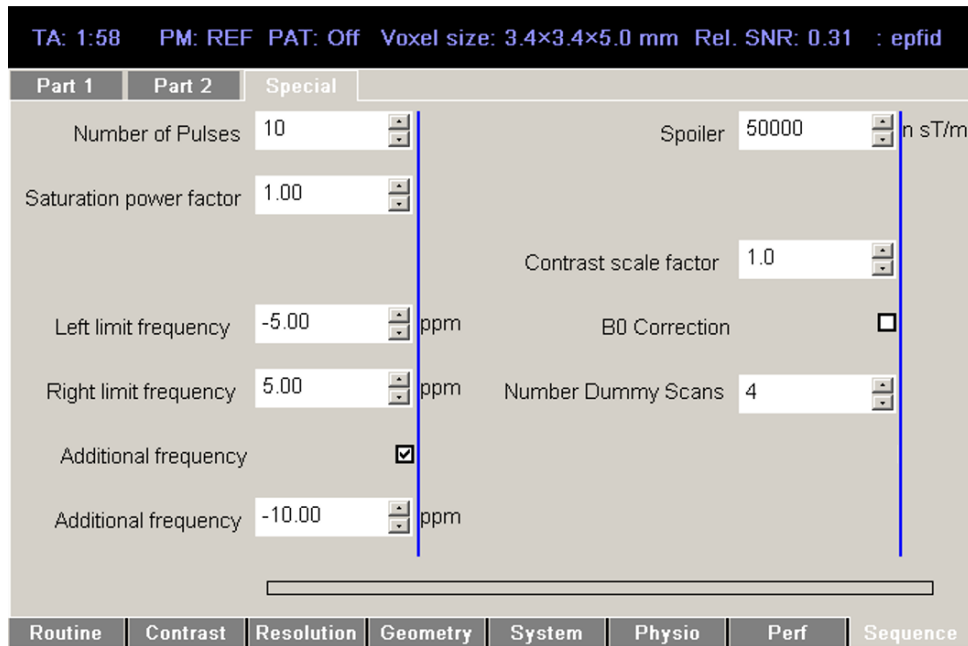 TA: 1:58 PM: REF PAT: Off Voxel size: 3.4×3.4×5.0 mm Rel. SNR: 0.31 : epfid
Part 1 Part 2 Special
Number of Pulses 10 Spoiler 50000 n sT/m
Saturation power factor 1.00
Contrast scale factor 1.0
Left limit frequency -5.00 ppm B0 Correction
Right limit frequency 5.00 ppm Number Dummy Scans 4
Additional frequency
Additional frequency -10.00 ppm
Routine Contrast Resolution Geometry System Physio Perf Sequence